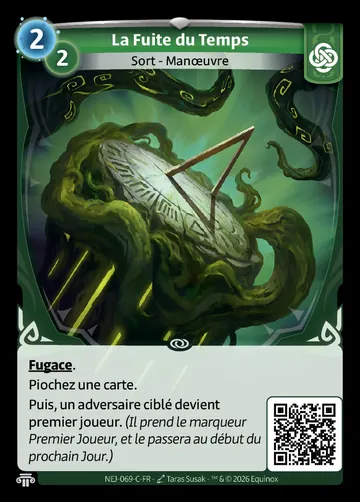 2
2
La Fuite du Temps
Sort - Manœuvre
Fugace.
Piochez une carte.
Puis, un adversaire ciblé devient
premier joueur. (Il prend le marqueur
Premier Joueur, et le passera au début du
prochain Jour.)
NEJ-069-C-FR - Taras Susak - ™ & © 2026 Equinox